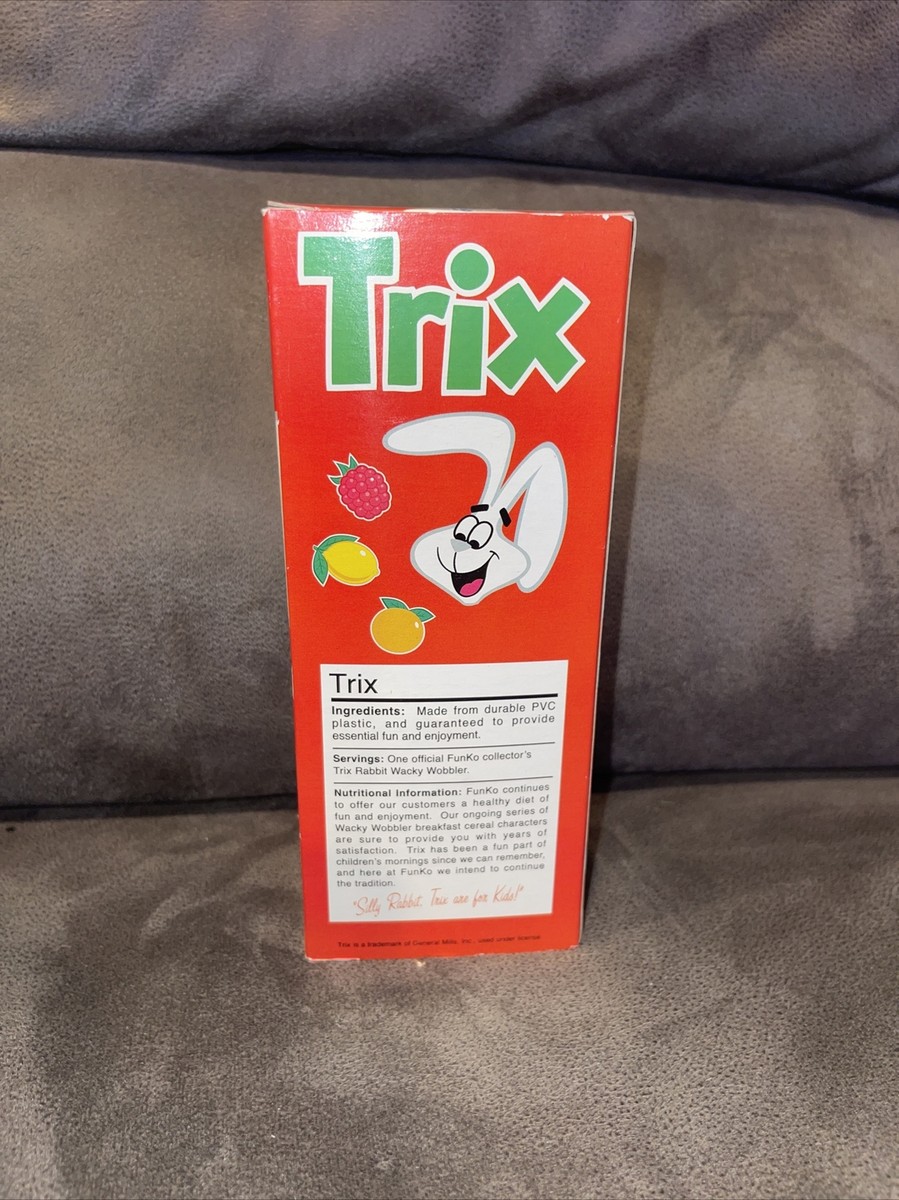 Trix
Trix
Ingredients: Made from durable PVC
plastic, and guaranteed to provide
essential fun and enjoyment.
Servings: One official FunKo collector's
Trix Rabbit Wacky Wobbler.
Nutritional Information: FunKo continues
to offer our customers a healthy diet of
fun and enjoyment. Our ongoing series of
Wacky Wobbler breakfast cereal characters
are sure to provide you with years of
satisfaction. Trix has been a fun part of
children's mornings since we can remember,
and here at FunKo we intend to continue
the tradition.
"Silly Rabbit, Trix are for Kids!"
Trix is a trademark of General Mills, Inc., used under license